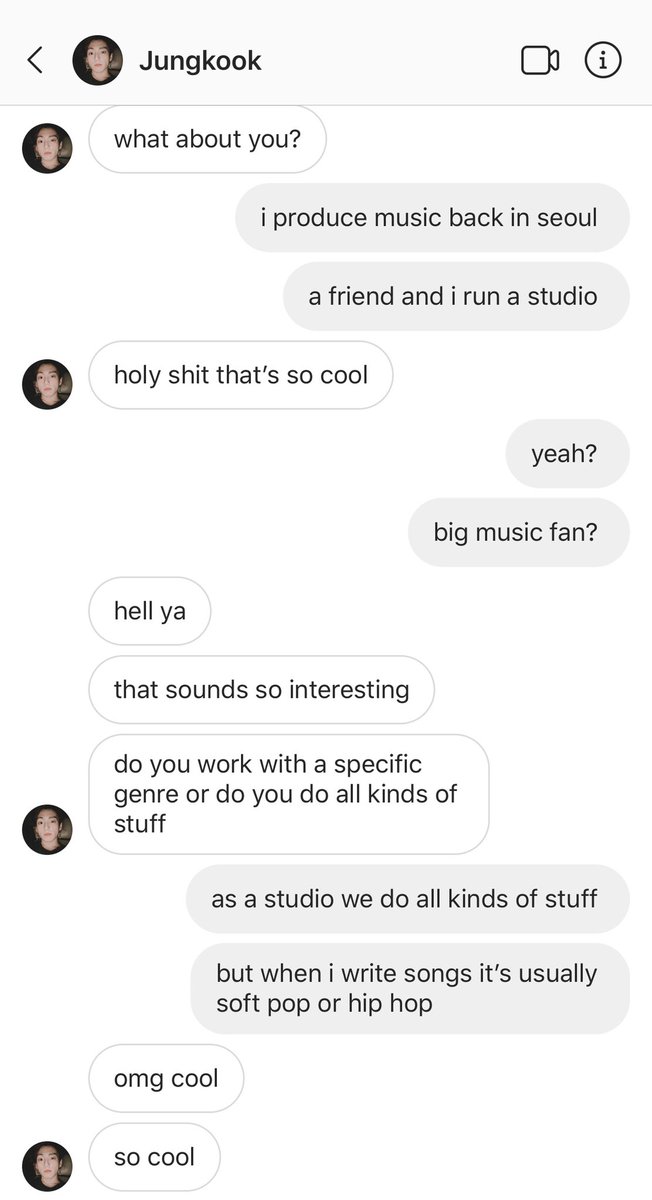 Jungkook
what about you?
i produce music back in seoul
a friend and i run a studio
holy shit that’s so cool
yeah?
big music fan?
hell ya
that sounds so interesting
do you work with a specific
genre or do you do all kinds of
stuff
as a studio we do all kinds of stuff
but when i write songs it’s usually
soft pop or hip hop
omg cool
so cool